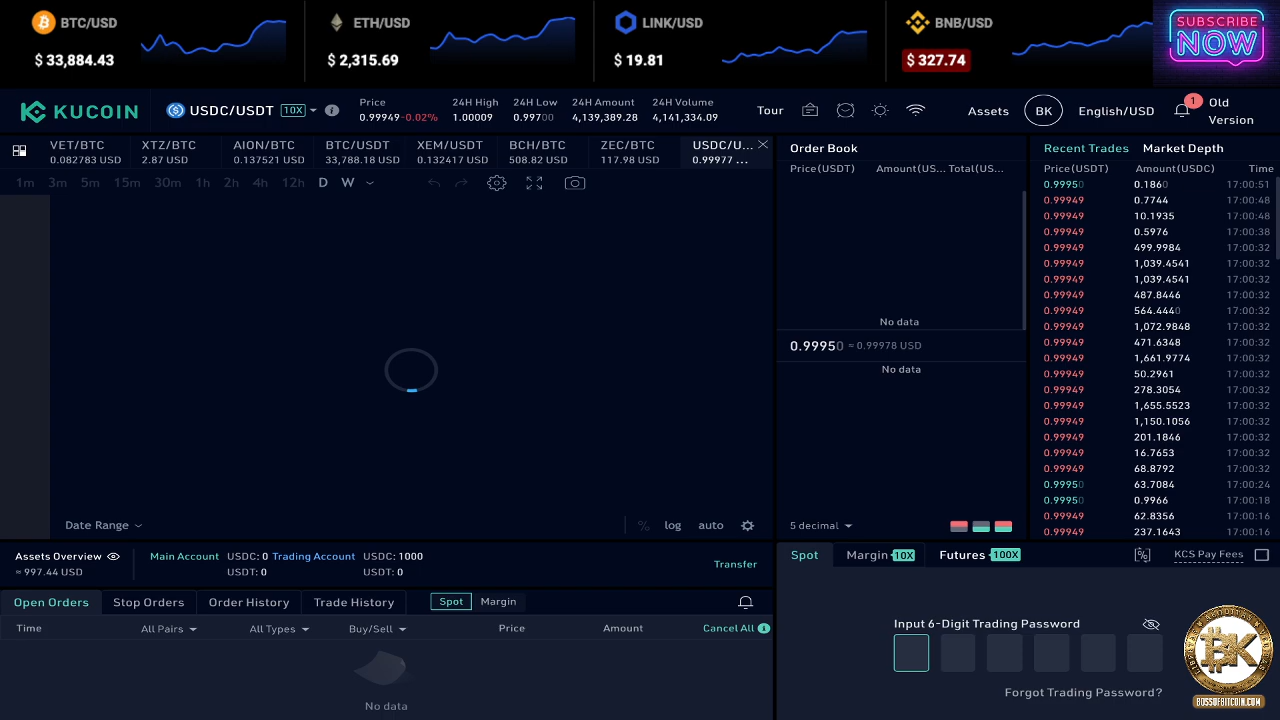 BTC/USD
$ 33,884.43
ETH/USD
$ 2,315.69
LINK/USD
$ 19.81
BNB/USD
$ 327.74
SUBSCRIBE
NOW
KUCOIN
USDC/USDT 10X
Price
0.99949 -0.02%
24H High
1.00009
24H Low
0.99700
24H Amount
4,139,389.28
24H Volume
4,141,334.09
Tour
Assets
BK
English/USD
1
Old
Version
VET/BTC
0.082783 USD
XTZ/BTC
2.87 USD
AION/BTC
0.137521 USD
BTC/USDT
33,788.18 USD
XEM/USDT
0.132417 USD
BCH/BTC
508.82 USD
ZEC/BTC
117.98 USD
USDC/U...
0.99977 ...
1m 3m 5m 15m 30m 1h 2h 4h 12h D W
Date Range
% log auto
Order Book
Price(USDT) Amount(US... Total(US...
No data
0.99950 ≈ 0.99978 USD
No data
5 decimal
Recent Trades Market Depth
Price(USDT) Amount(USDC) Time
0.99950 0.1860 17:00:51
0.99949 0.7744 17:00:48
0.99949 10.1935 17:00:48
0.99949 0.5976 17:00:38
0.99949 499.9984 17:00:32
0.99949 1,039.4541 17:00:32
0.99949 1,039.4541 17:00:32
0.99949 487.8446 17:00:32
0.99949 564.4440 17:00:32
0.99949 1,072.9848 17:00:32
0.99949 471.6348 17:00:32
0.99949 1,661.9774 17:00:32
0.99949 50.2961 17:00:32
0.99949 278.3054 17:00:32
0.99949 1,655.5523 17:00:32
0.99949 1,150.1056 17:00:32
0.99949 201.1846 17:00:32
0.99949 16.7653 17:00:32
0.99949 68.8792 17:00:32
0.99950 63.7084 17:00:24
0.99950 0.9966 17:00:18
0.99949 62.8356 17:00:16
0.99949 237.1643 17:00:16
Assets Overview
≈ 997.44 USD
Main Account USDC: 0 Trading Account USDC: 1000
USDT: 0 USDT: 0
Transfer
Open Orders Stop Orders Order History Trade History Spot Margin
Time All Pairs All Types Buy/Sell Price Amount Cancel All
No data
Spot Margin 10X Futures 100X KCS Pay Fees
Input 6-Digit Trading Password
Forgot Trading Password?
BK
BOSSOFBITCOIN.COM